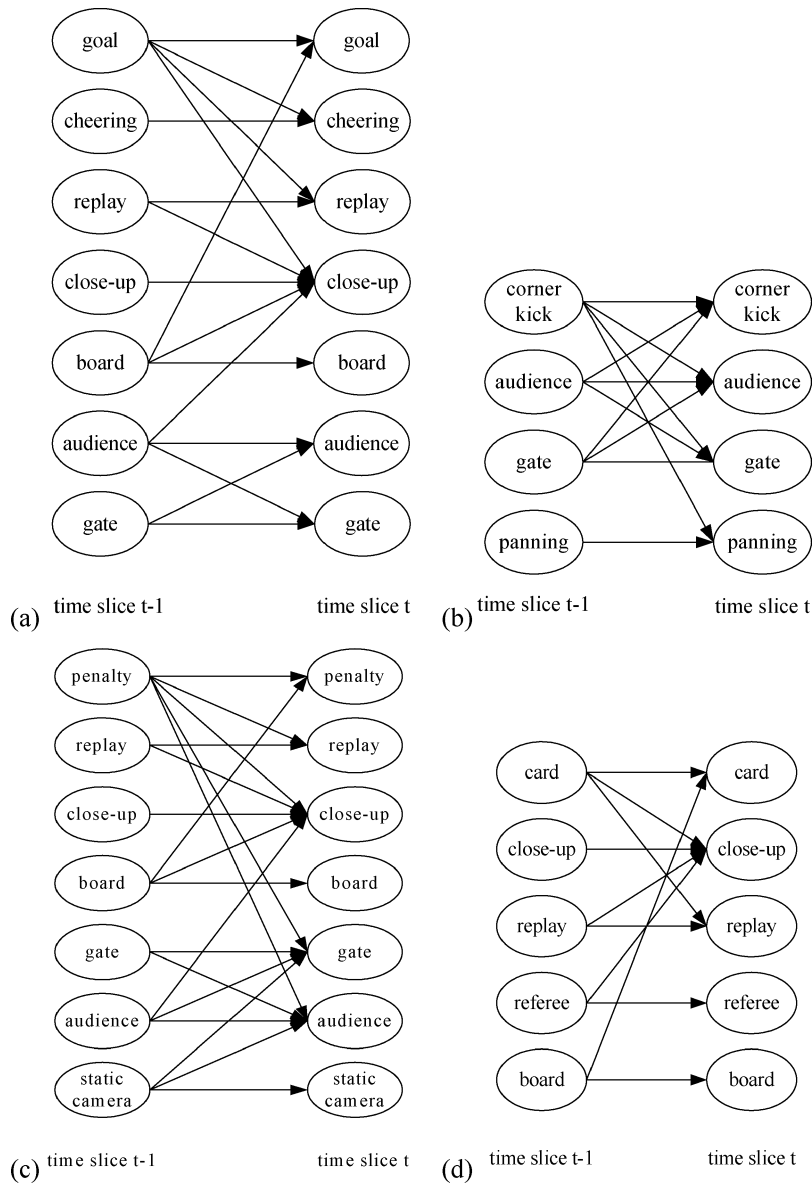 goal goal
cheering cheering
replay replay
close-up close-up
board board
audience audience
gate gate
(a) time slice t-1 time slice t
corner
kick
corner
kick
audience audience
gate gate
panning panning
(b) time slice t-1 time slice t
penalty penalty
replay replay
close-up close-up
board board
gate gate
audience audience
static
camera
static
camera
(c) time slice t-1 time slice t
card card
close-up close-up
replay replay
referee referee
board board
(d) time slice t-1 time slice t